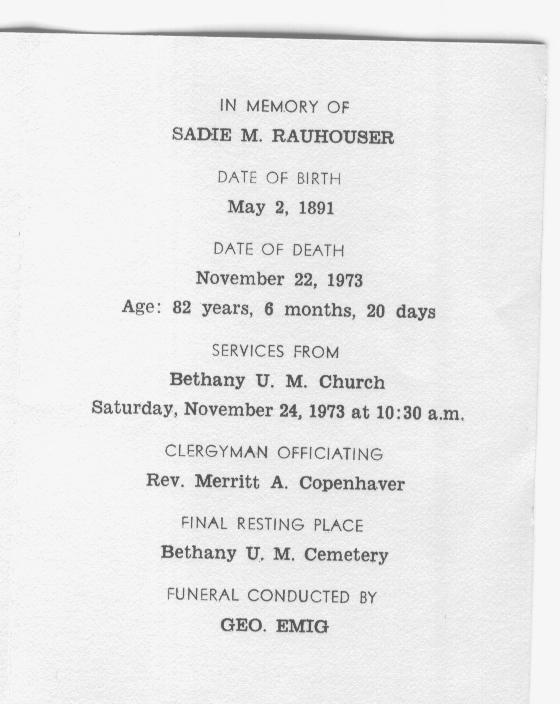 IN MEMORY OF
SADIE M. RAUHOUSER
DATE OF BIRTH
May 2, 1891
DATE OF DEATH
November 22, 1973
Age: 82 years, 6 months, 20 days
SERVICES FROM
Bethany U. M. Church
Saturday, November 24, 1973 at 10:30 a.m.
CLERGYMAN OFFICIATING
Rev. Merritt A. Copenhaver
FINAL RESTING PLACE
Bethany U. M. Cemetery
FUNERAL CONDUCTED BY
GEO. EMIG